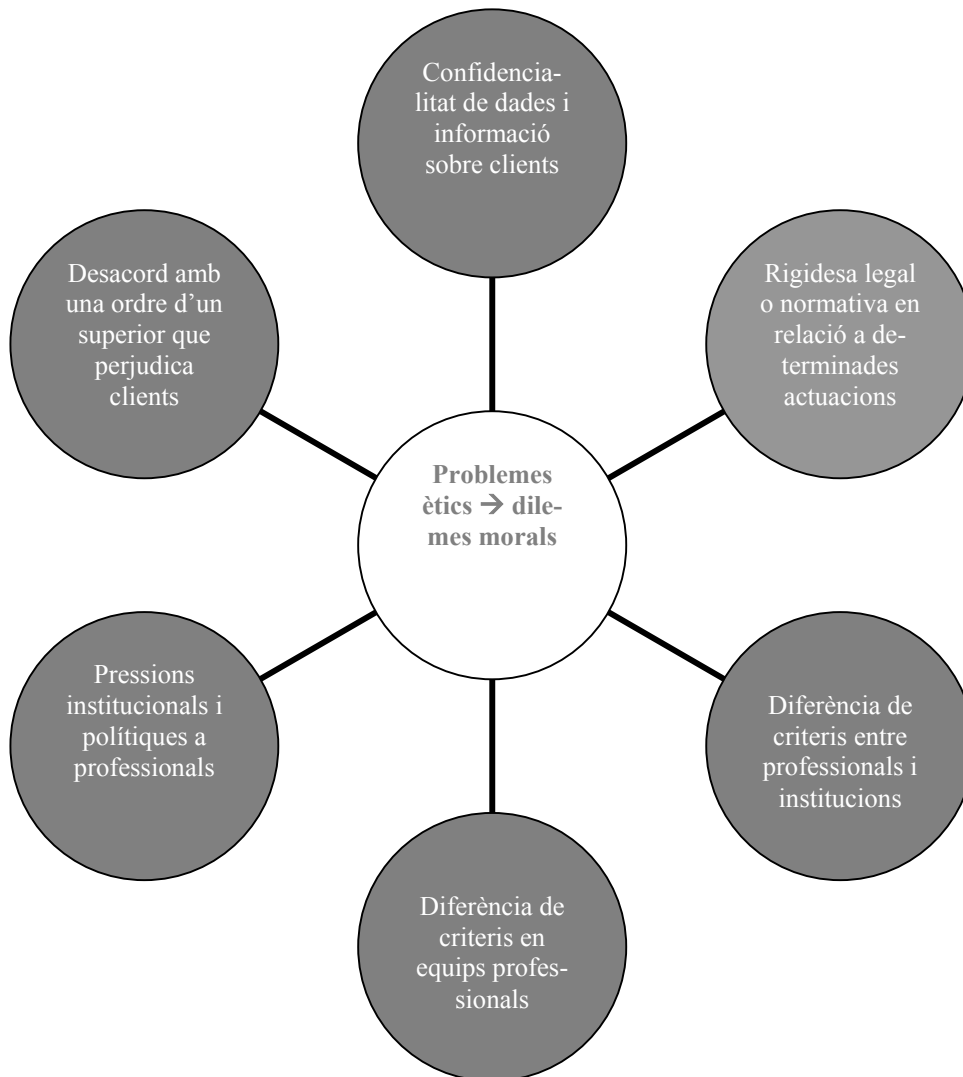 Confidencia-
litat de dades i
informació
sobre clients
Desacord amb
una ordre d’un
superior que
perjudica
clients
Rigidesa legal
o normativa en
relació a de-
terminades
actuacions
Problemes
ètics → dile-
mes morals
Pressions
institucionals i
polítiques a
professionals
Diferència de
criteris entre
professionals i
institucions
Diferència de
criteris en
equips profes-
sionals